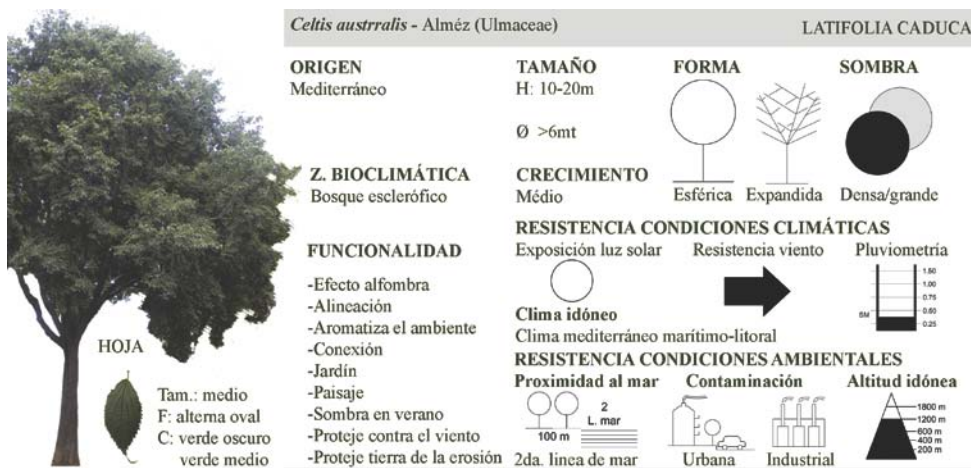 Celtis austrralis - Alméz (Ulmaceae)
LATIFOLIA CADUCA
ORIGEN
Mediterráneo
Z. BIOCLIMÁTICA
Bosque esclerófico
FUNCIONALIDAD
-Efecto alfombra
-Alineación
-Aromatiza el ambiente
-Conexión
-Jardín
-Paisaje
-Sombra en verano
-Proteje contra el viento
-Proteje tierra de la erosión
HOJA
Tam.: medio
F: alterna oval
C: verde oscuro
verde medio
TAMAÑO
H: 10-20m
Ø >6mt
CRECIMIENTO
Médio
FORMA
Esférica
Expandida
SOMBRA
Densa/grande
RESISTENCIA CONDICIONES CLIMÁTICAS
Exposición luz solar
Resistencia viento
Pluviometría
1.50
1.00
0.75
0.50
0.25
SM
Clima idóneo
Clima mediterráneo marítimo-litoral
RESISTENCIA CONDICIONES AMBIENTALES
Proximidad al mar
100 m
2
L. mar
2da. linea de mar
Contaminación
Urbana
Industrial
Altitud idónea
1800 m
1200 m
600 m
400 m
200 m